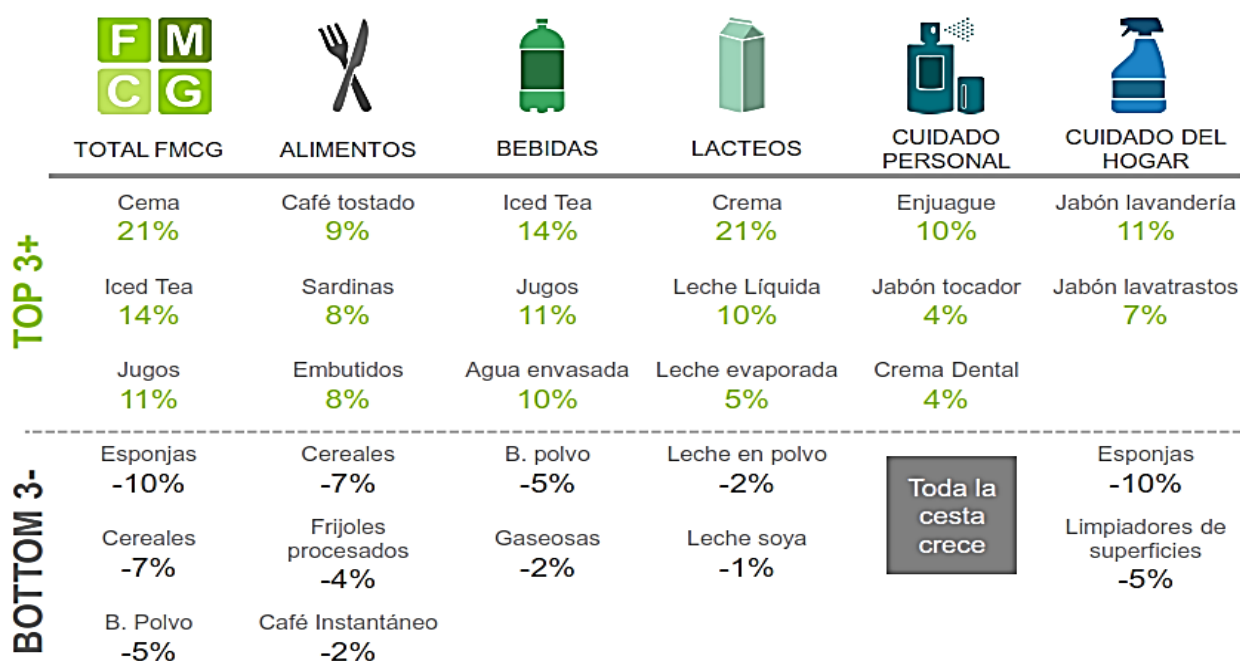 F M
C G
TOTAL FMCG
ALIMENTOS
BEBIDAS
LACTEOS
CUIDADO
PERSONAL
CUIDADO DEL
HOGAR
TOP 3+
Cema
21%
Café tostado
9%
Iced Tea
14%
Crema
21%
Enjuague
10%
Jabón lavandería
11%
Iced Tea
14%
Sardinas
8%
Jugos
11%
Leche Líquida
10%
Jabón tocador
4%
Jabón lavatrastos
7%
Jugos
11%
Embutidos
8%
Agua envasada
10%
Leche evaporada
5%
Crema Dental
4%
BOTTOM 3-
Esponjas
-10%
Cereales
-7%
B. polvo
-5%
Leche en polvo
-2%
Toda la
cesta
crece
Esponjas
-10%
Cereales
-7%
Frijoles
procesados
-4%
Gaseosas
-2%
Leche soya
-1%
Limpiadores de
superficies
-5%
B. Polvo
-5%
Café Instantáneo
-2%